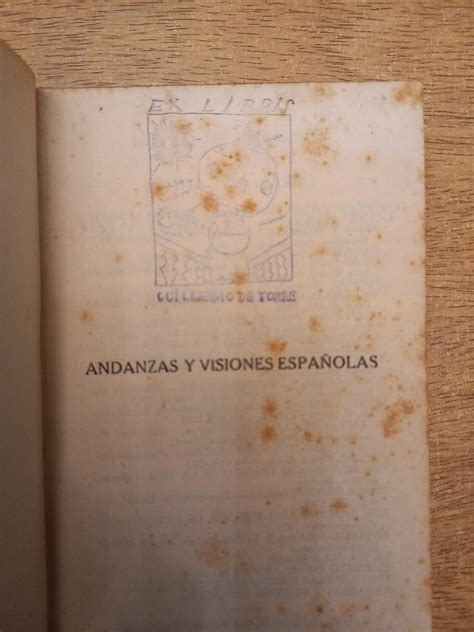 EX LIBRIS
GUILLERMO DE TORRE
ANDANZAS Y VISIONES ESPAÑOLAS